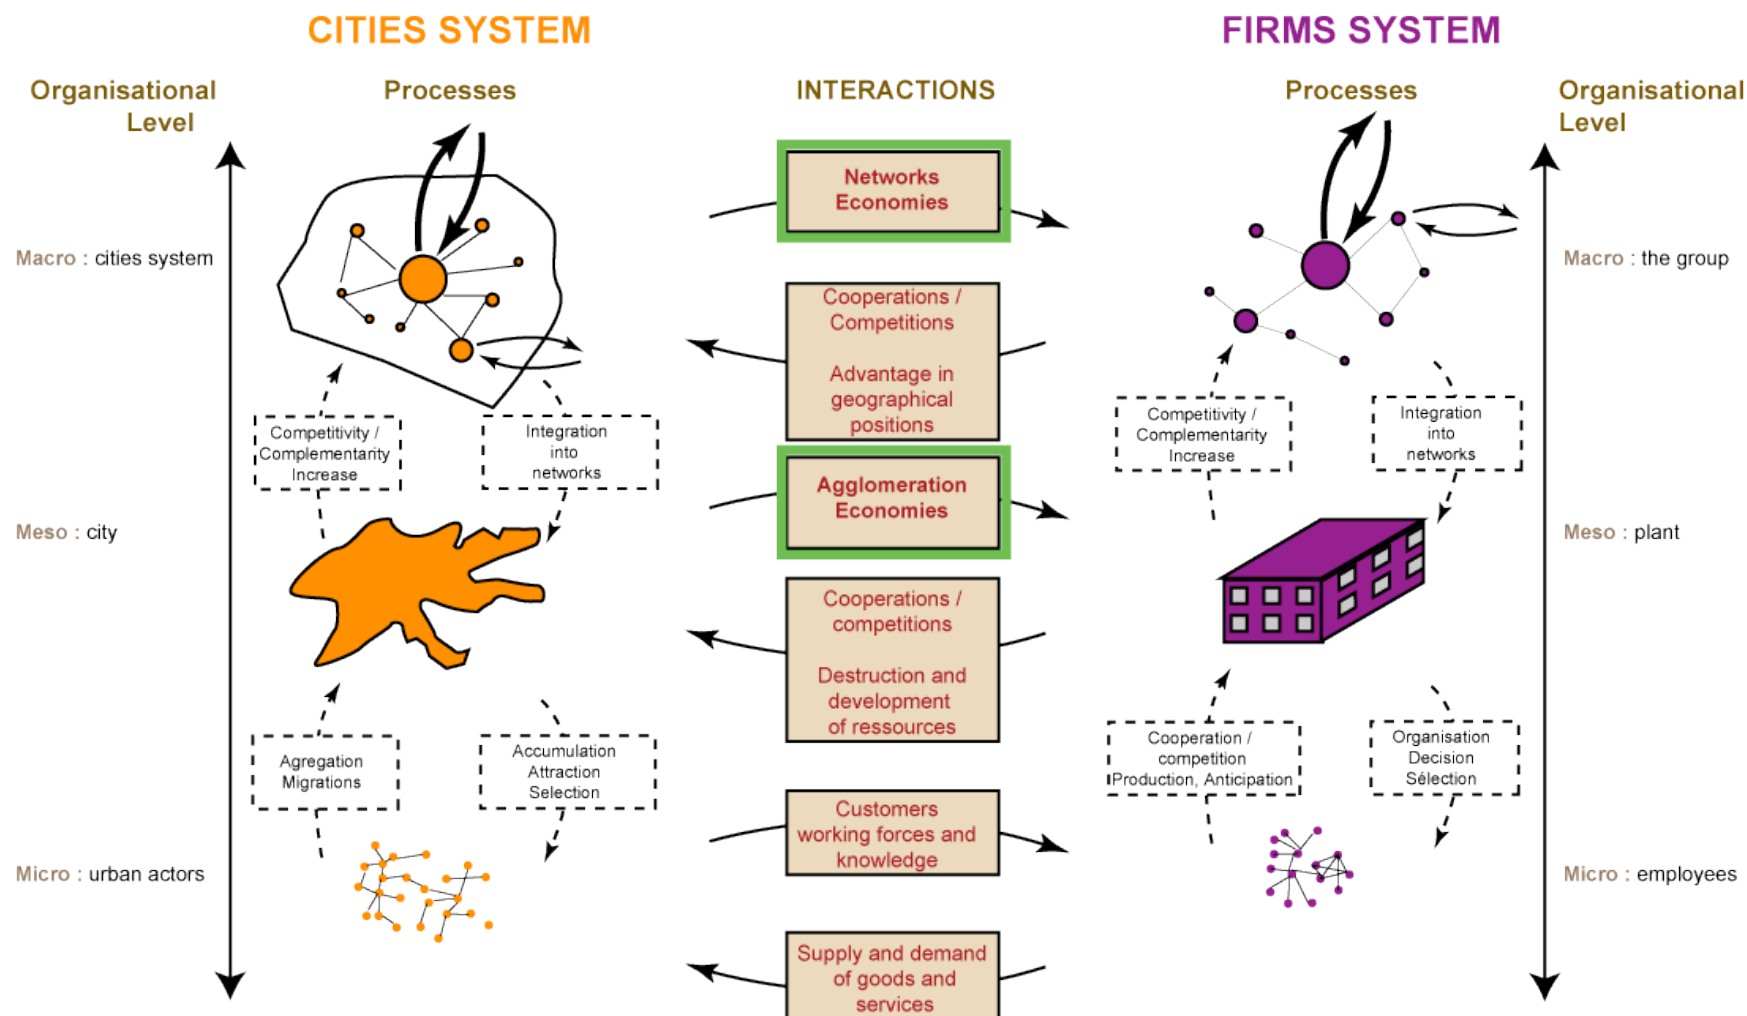 CITIES SYSTEM
FIRMS SYSTEM
Organisational
Level
Processes
INTERACTIONS
Processes
Organisational
Level
Macro : cities system
Competitivity /
Complementarity
Increase
Integration
into
networks
Meso : city
Agregation
Migrations
Accumulation
Attraction
Selection
Micro : urban actors
Networks
Economies
Cooperations /
Competitions
Advantage in
geographical
positions
Agglomeration
Economies
Cooperations /
competitions
Destruction and
development
of ressources
Customers
working forces and
knowledge
Supply and demand
of goods and
services
Macro : the group
Competitivity /
Complementarity
Increase
Integration
into
networks
Meso : plant
Cooperation /
competition
Production, Anticipation
Organisation
Decision
Sélection
Micro : employees